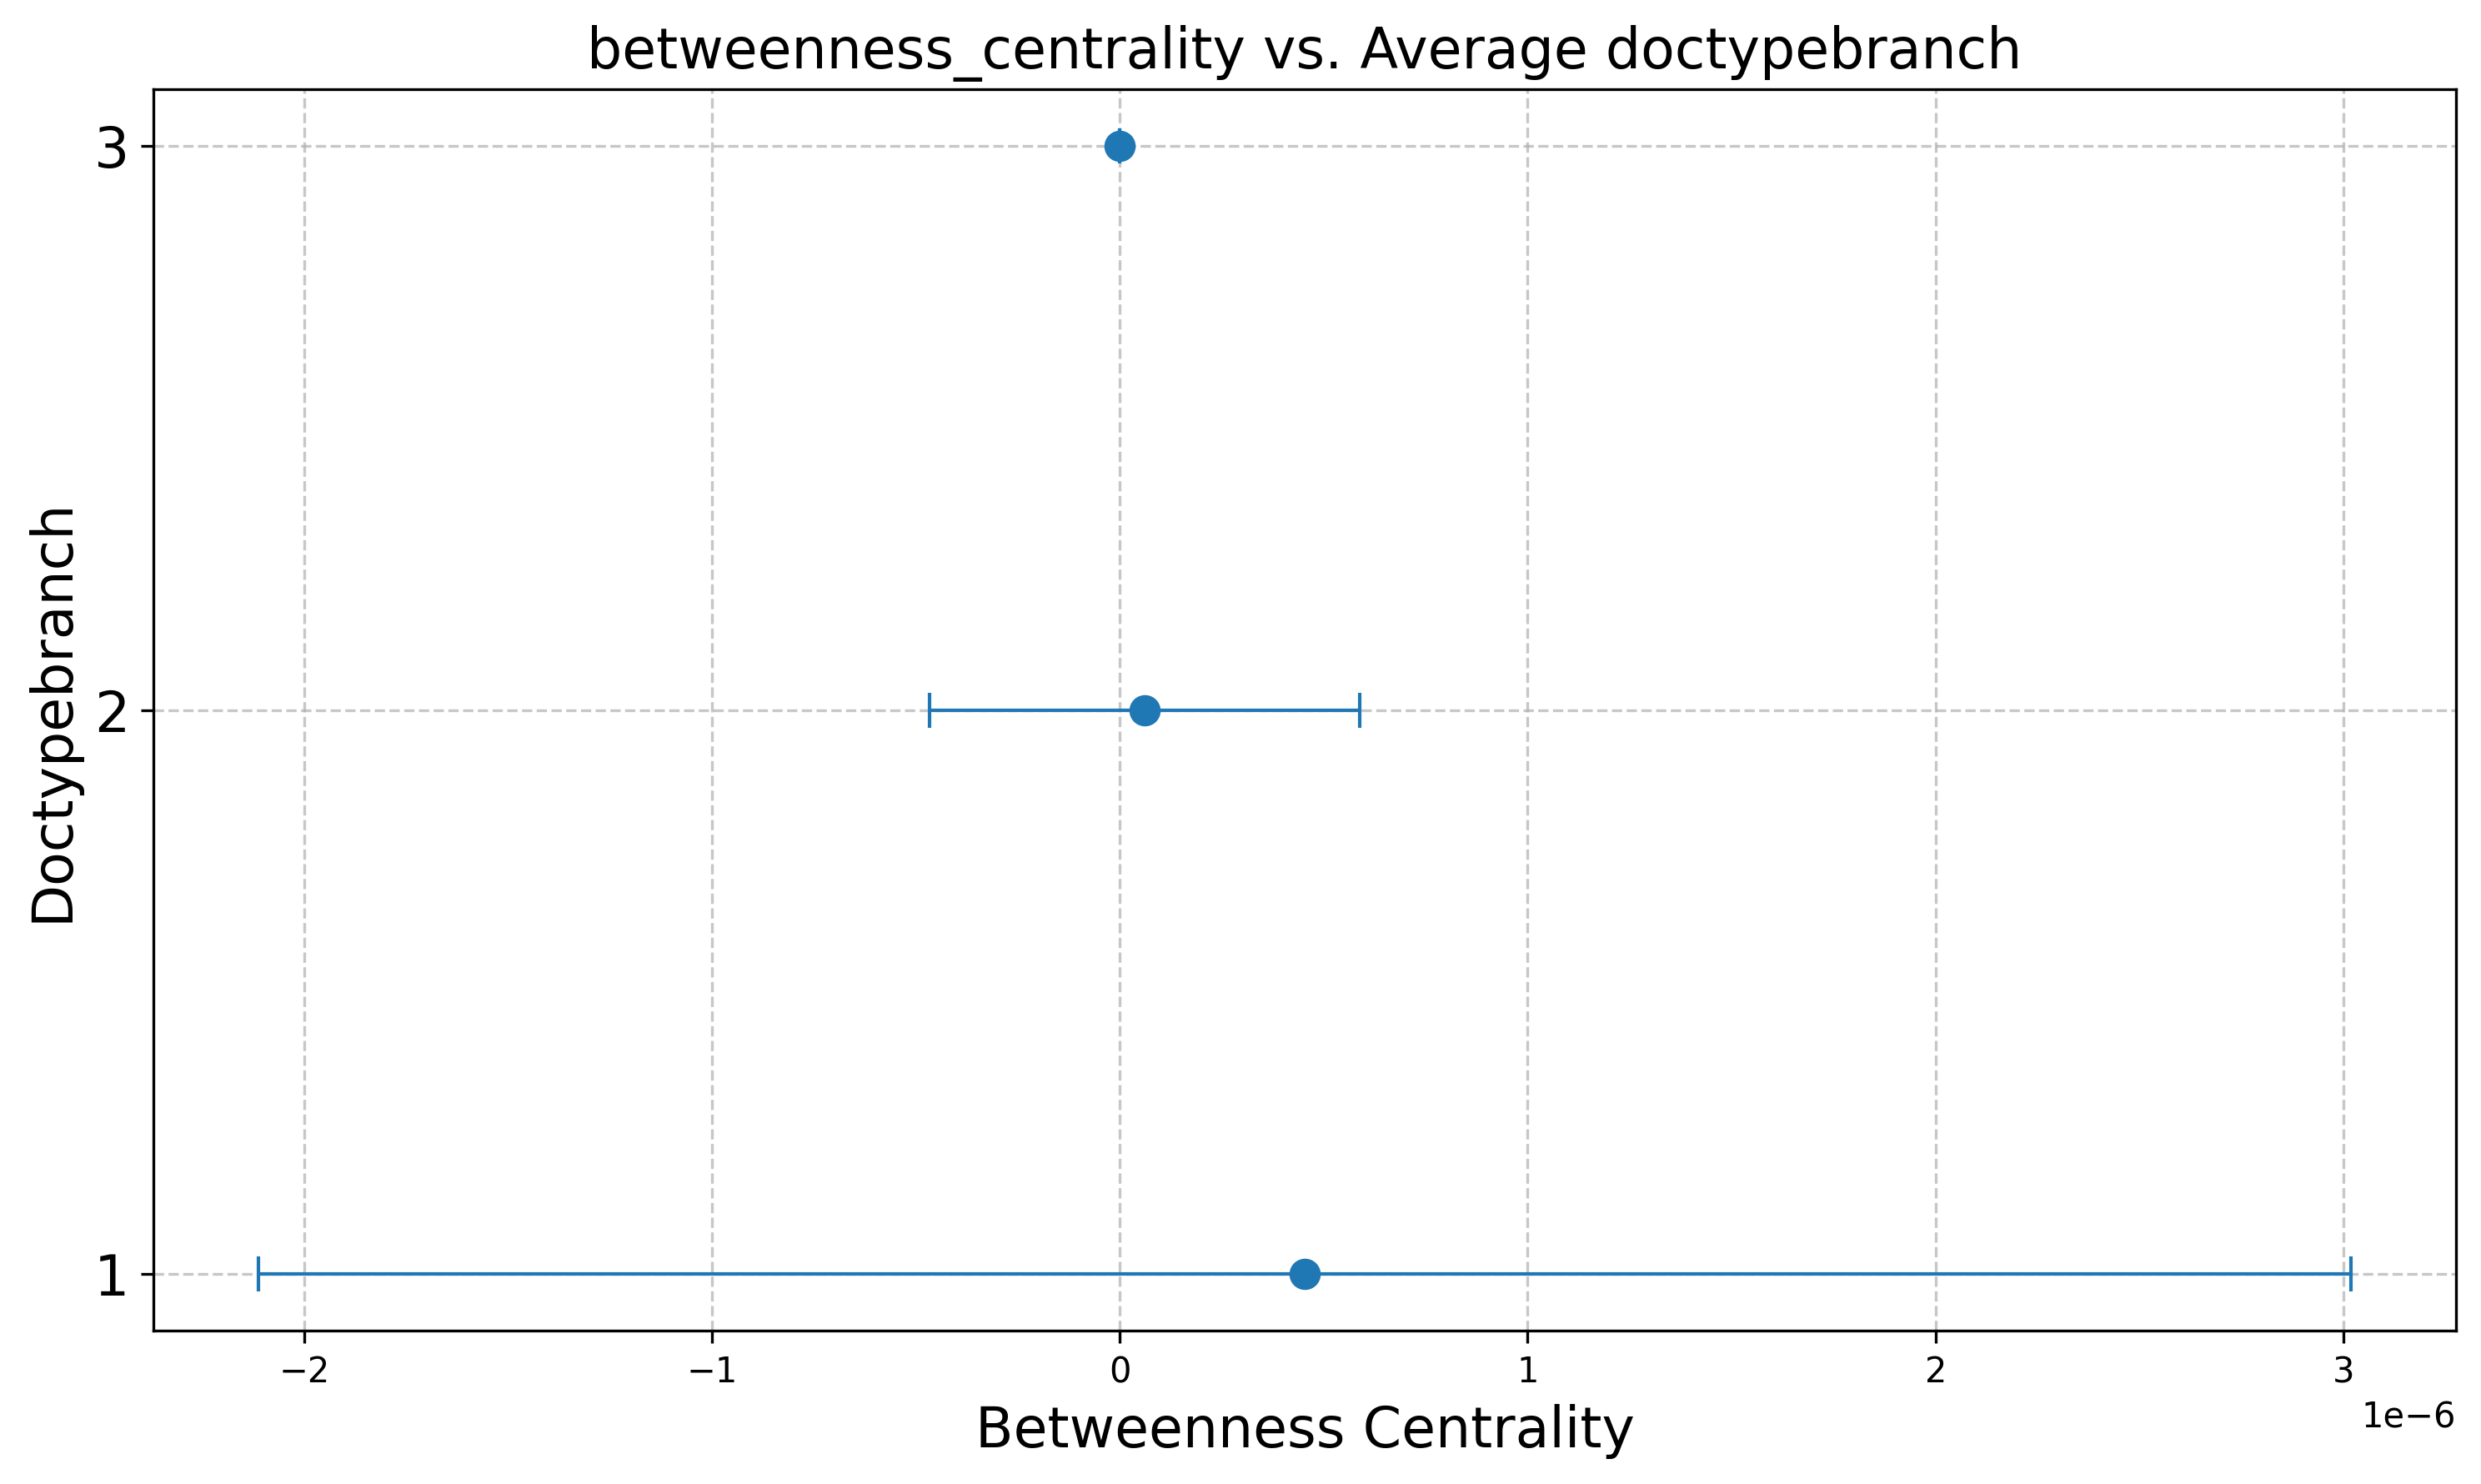 betweenness_centrality vs. Average doctypebranch
Doctypebranch
3
2
1
−2 −1 0 1 2 3
1e−6
Betweenness Centrality